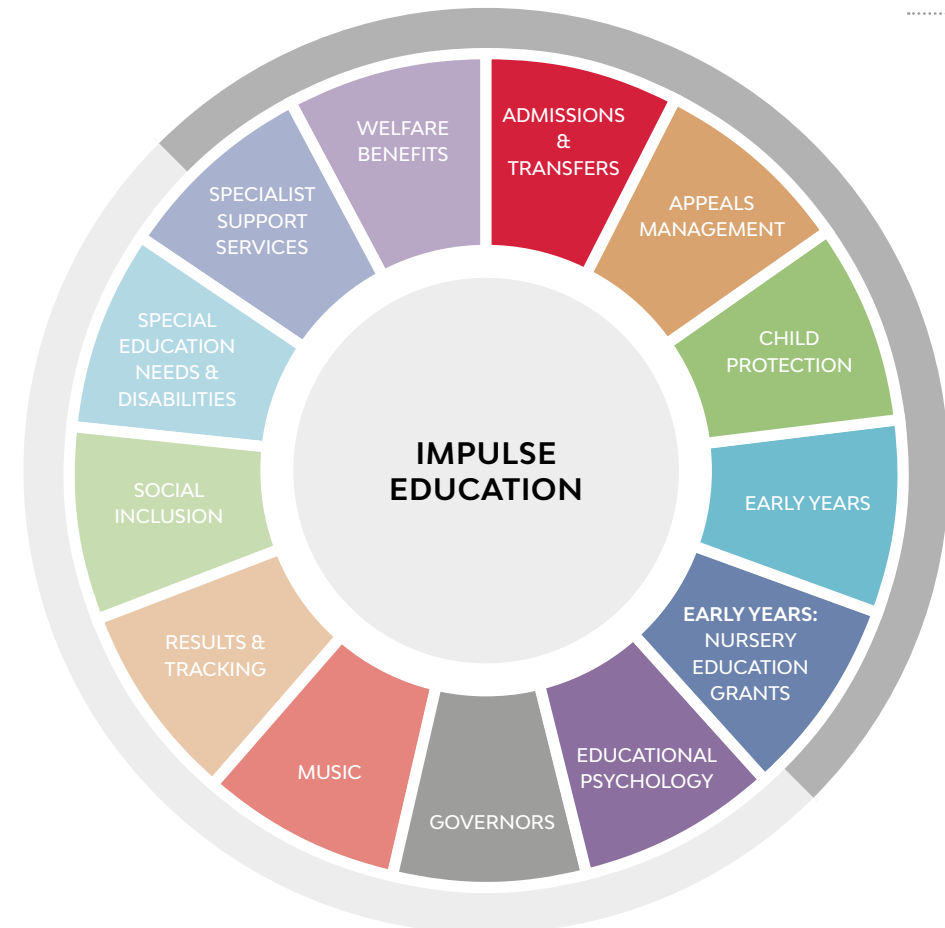 WELFARE
BENEFITS
ADMISSIONS
&
TRANSFERS
APPEALS
MANAGEMENT
CHILD
PROTECTION
EARLY YEARS
EARLY YEARS:
NURSERY
EDUCATION
GRANTS
EDUCATIONAL
PSYCHOLOGY
GOVERNORS
MUSIC
RESULTS &
TRACKING
SOCIAL
INCLUSION
SPECIAL
EDUCATION
NEEDS &
DISABILITIES
SPECIALIST
SUPPORT
SERVICES
IMPULSE
EDUCATION